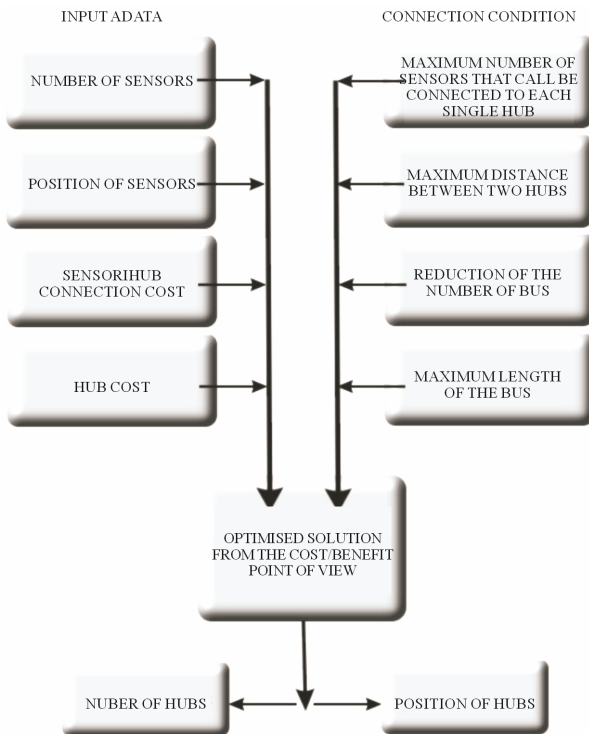 INPUT ADATA
NUMBER OF SENSORS
POSITION OF SENSORS
SENSORIHUB
CONNECTION COST
HUB COST
CONNECTION CONDITION
MAXIMUM NUMBER OF
SENSORS THAT CALL BE
CONNECTED TO EACH
SINGLE HUB
MAXIMUM DISTANCE
BETWEEN TWO HUBS
REDUCTION OF THE
NUMBER OF BUS
MAXIMUM LENGTH
OF THE BUS
OPTIMISED SOLUTION
FROM THE COST/BENEFIT
POINT OF VIEW
NUBER OF HUBS
POSITION OF HUBS